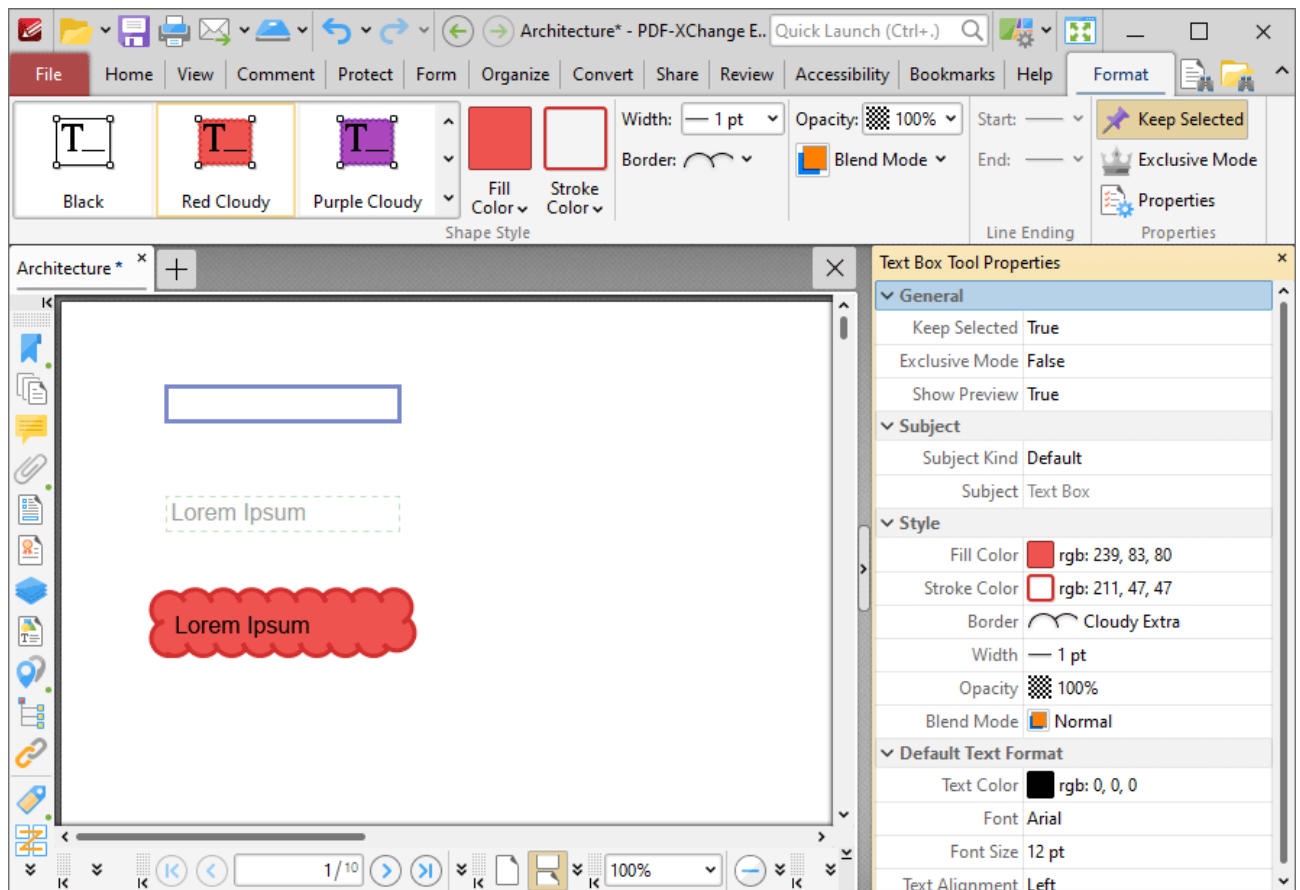 Architecture* - PDF-XChange E.. Quick Launch (Ctrl+.)
File Home View Comment Protect Form Organize Convert Share Review Accessibility Bookmarks Help Format
T_ T_ T_
Black Red Cloudy Purple Cloudy
Fill Color Stroke Color
Width: 1 pt
Border:
Shape Style
Opacity: 100%
Blend Mode
Start:
End:
Line Ending
Keep Selected
Exclusive Mode
Properties
Properties
Architecture *
Lorem Ipsum
Lorem Ipsum
1/10 100%
Text Box Tool Properties
General
Keep Selected True
Exclusive Mode False
Show Preview True
Subject
Subject Kind Default
Subject Text Box
Style
Fill Color rgb: 239, 83, 80
Stroke Color rgb: 211, 47, 47
Border Cloudy Extra
Width 1 pt
Opacity 100%
Blend Mode Normal
Default Text Format
Text Color rgb: 0, 0, 0
Font Arial
Font Size 12 pt
Text Alignment Left